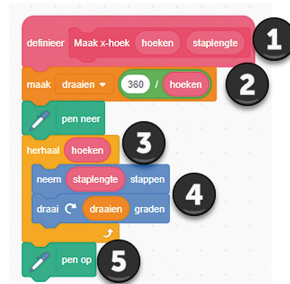 definieer Maak x-hoek hoeken staplengte 1
maak draaien 360 / hoeken 2
pen neer
herhaal hoeken 3
neem staplengte stappen
draai draaien graden 4
pen op 5